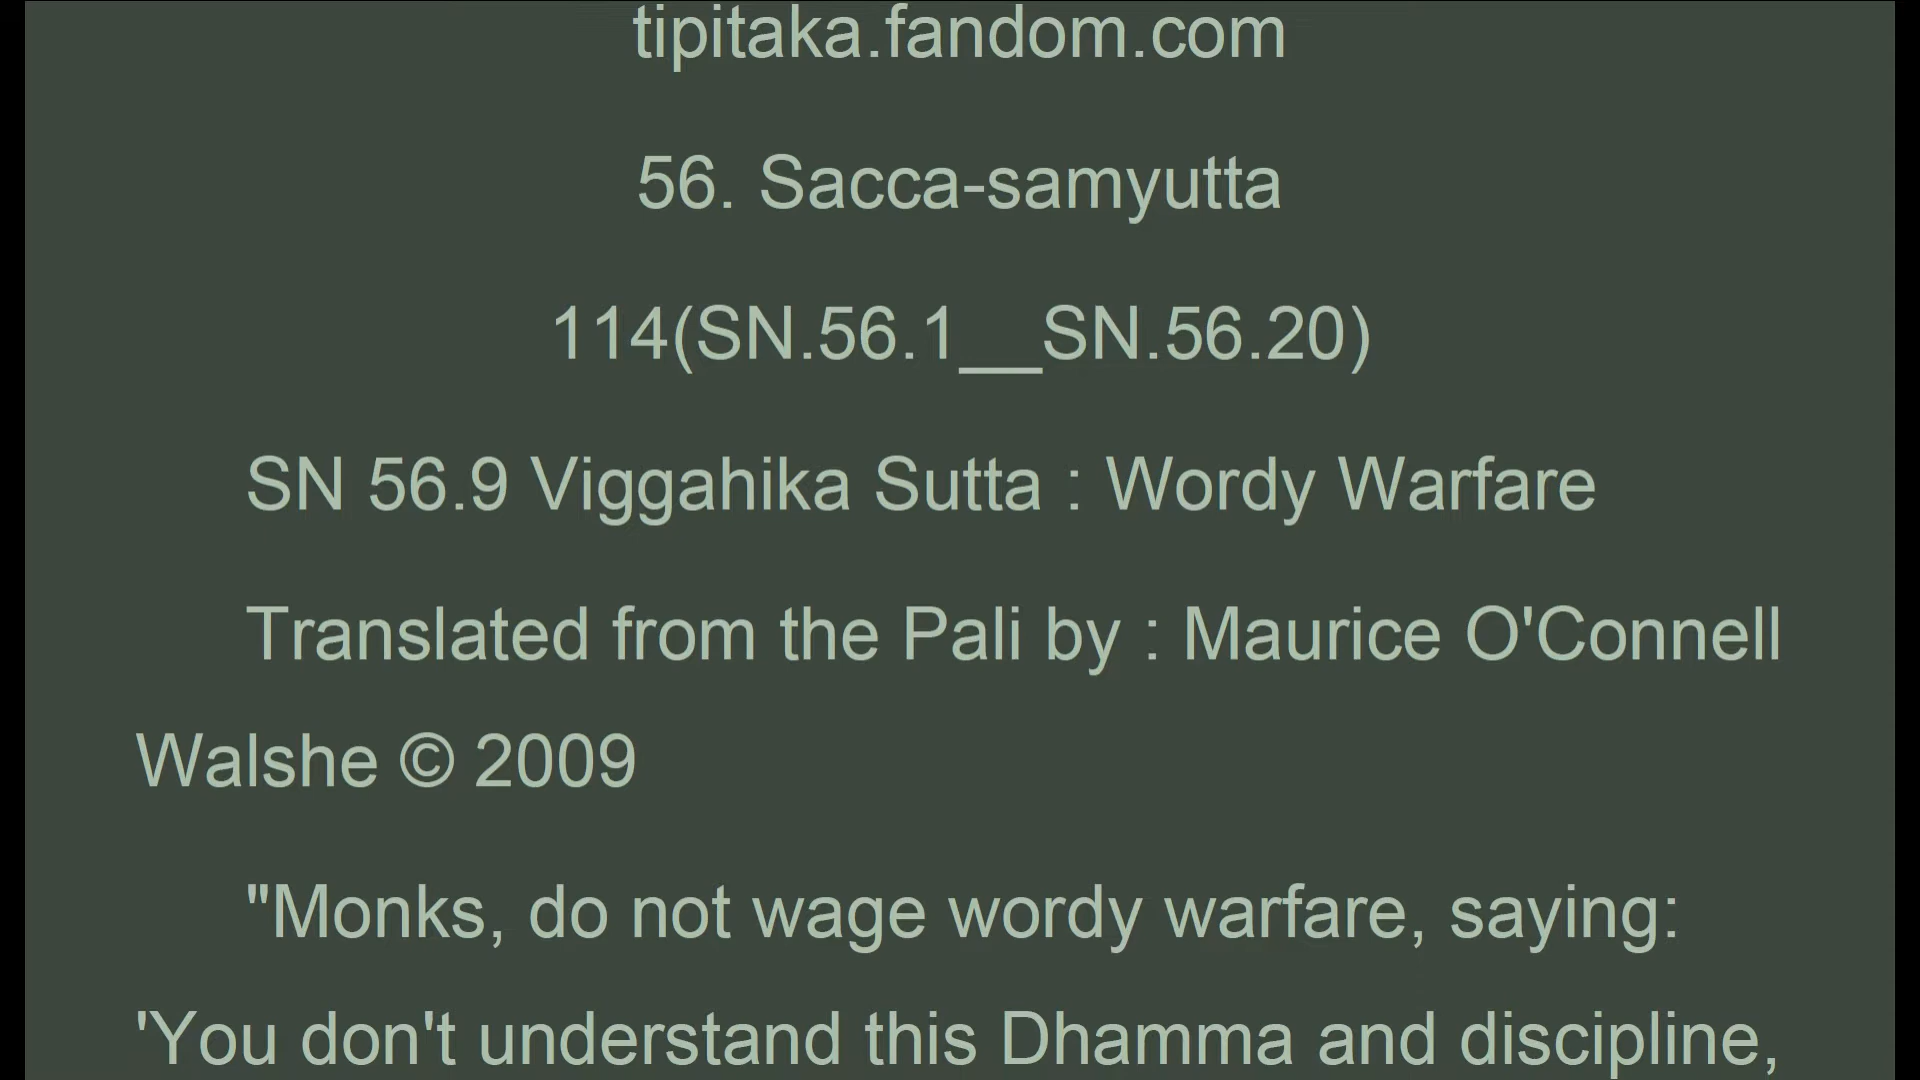 tipitaka.fandom.com
56. Sacca-samyutta
114(SN.56.1__SN.56.20)
SN 56.9 Viggahika Sutta : Wordy Warfare
Translated from the Pali by : Maurice O'Connell
Walshe © 2009
"Monks, do not wage wordy warfare, saying:
'You don't understand this Dhamma and discipline,